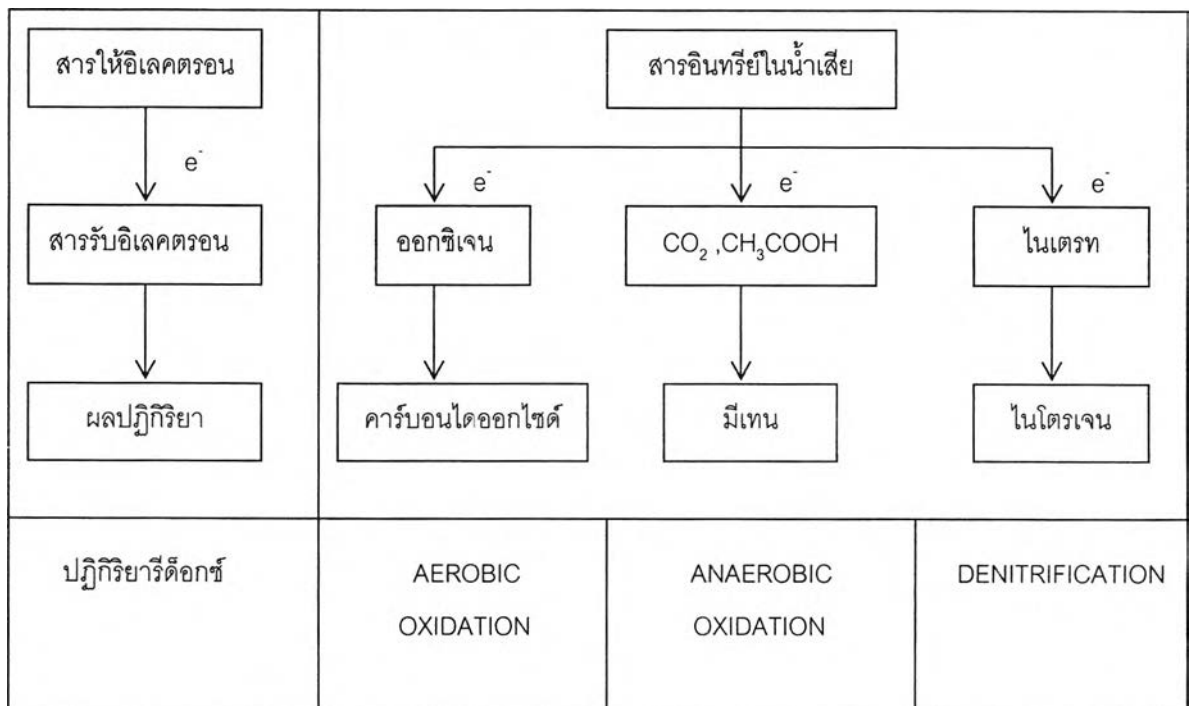 สารให้อิเลคตรอน
สารอินทรีย์ในน้ำเสีย
e-
e-
e-
e-
สารรับอิเลคตรอน
ออกซิเจน
CO2 ,CH3COOH
ไนเตรท
ผลปฏิกิริยา
คาร์บอนไดออกไซด์
มีเทน
ไนโตรเจน
ปฏิกิริยารีด็อกซ์
AEROBIC
OXIDATION
ANAEROBIC
OXIDATION
DENITRIFICATION